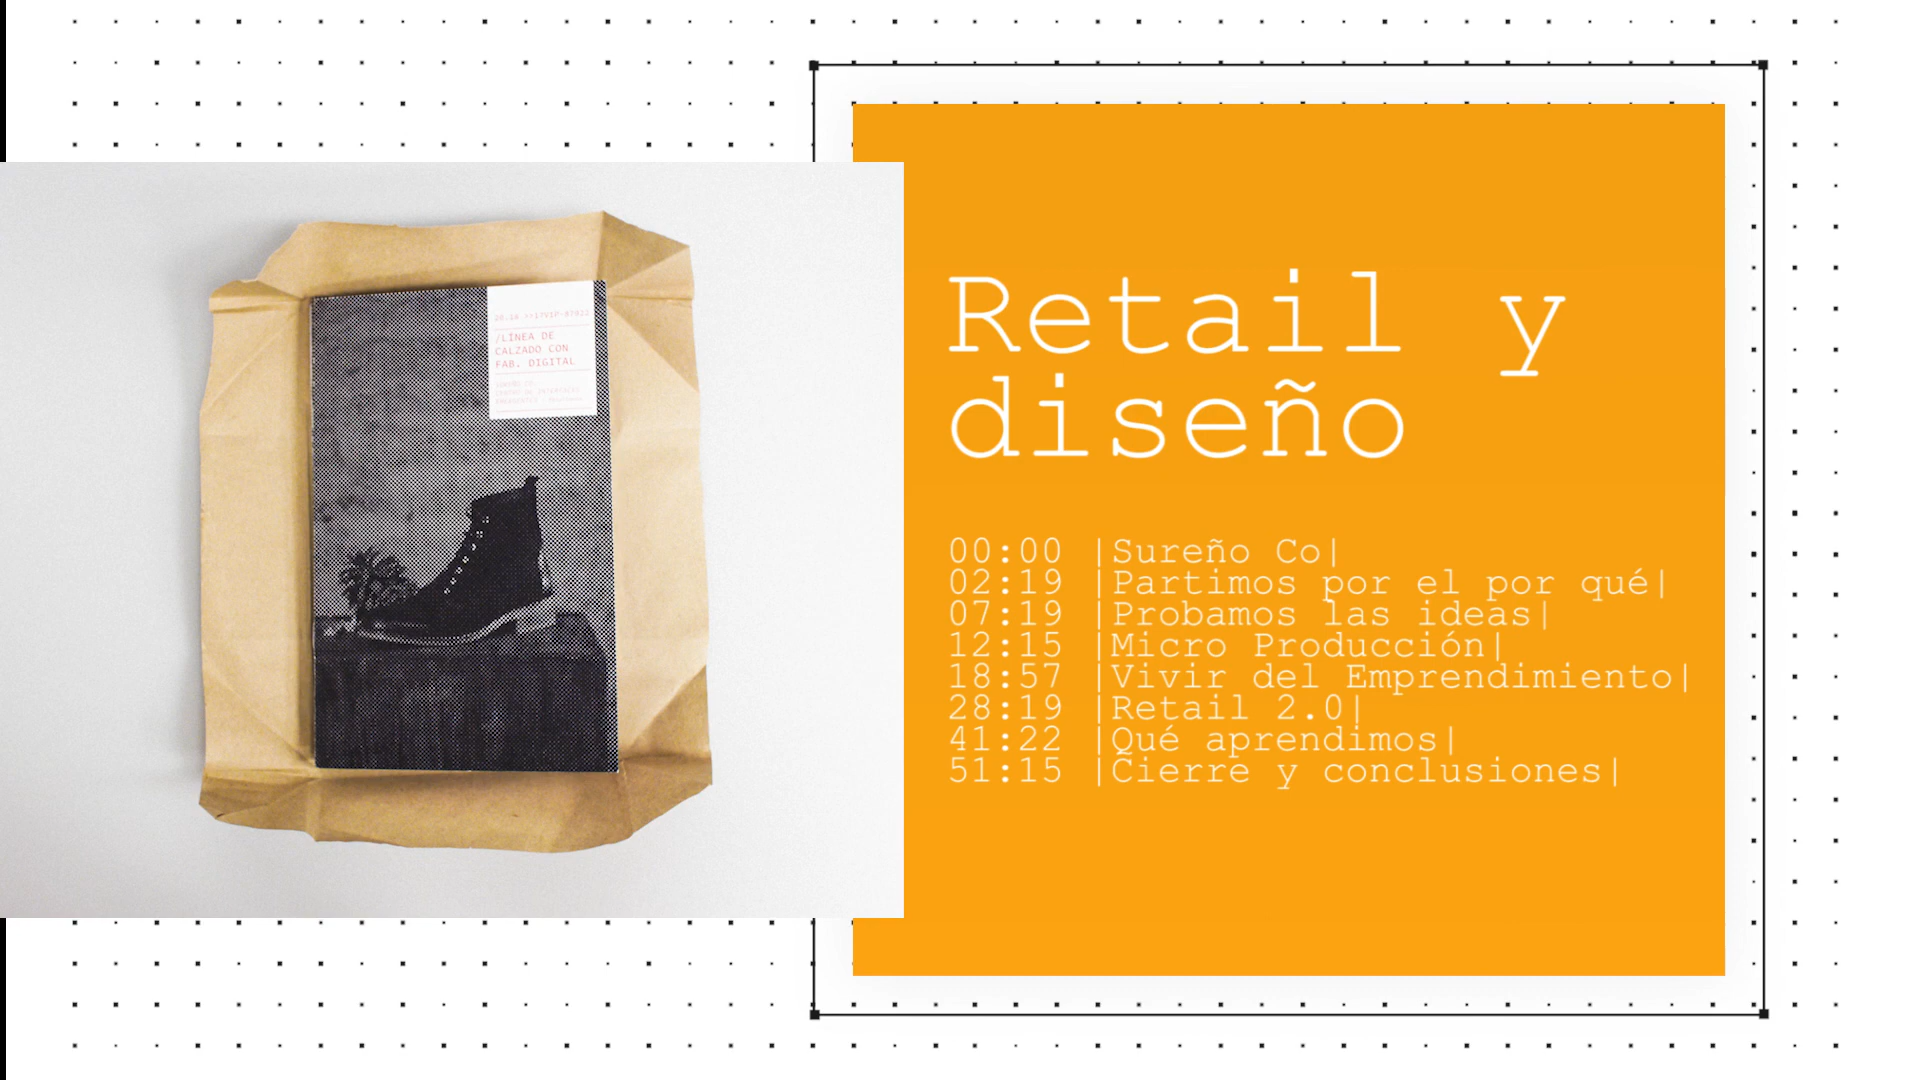 /LÍNEA DE
CALZADO CON
FAB. DIGITAL
Retail y
diseño
00:00 |Sureño Co|
02:19 |Partimos por el por qué|
07:19 |Probamos las ideas|
12:15 |Micro Producción|
18:57 |Vivir del Emprendimiento|
28:19 |Retail 2.0|
41:22 |Qué aprendimos|
51:15 |Cierre y conclusiones|